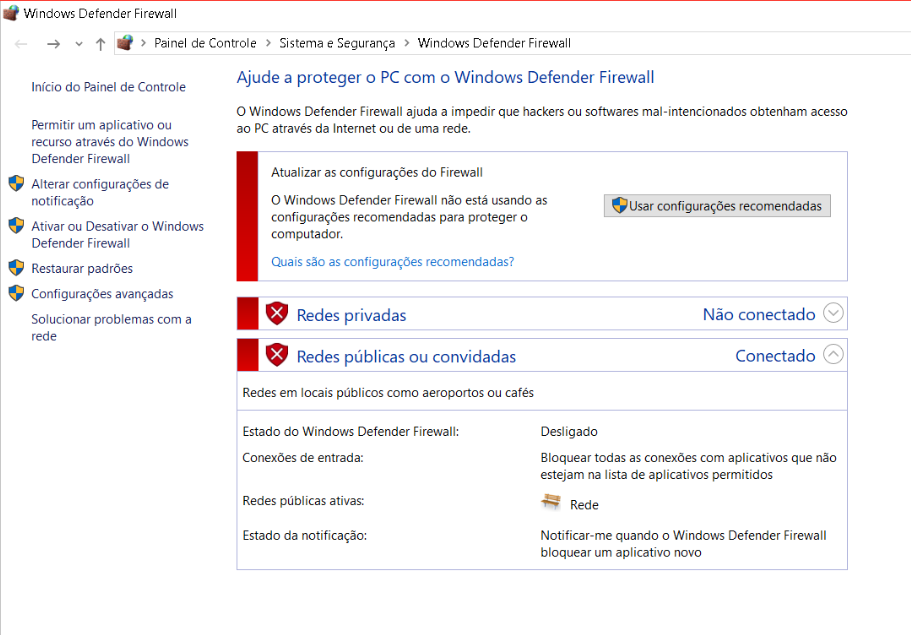 Windows Defender Firewall
Painel de Controle > Sistema e Segurança > Windows Defender Firewall
Início do Painel de Controle
Permitir um aplicativo ou
recurso através do Windows
Defender Firewall
Alterar configurações de
notificação
Ativar ou Desativar o Windows
Defender Firewall
Restaurar padrões
Configurações avançadas
Solucionar problemas com a
rede
Ajude a proteger o PC com o Windows Defender Firewall
O Windows Defender Firewall ajuda a impedir que hackers ou softwares mal-intencionados obtenham acesso
ao PC através da Internet ou de uma rede.
Atualizar as configurações do Firewall
O Windows Defender Firewall não está usando as
configurações recomendadas para proteger o
computador.
Usar configurações recomendadas
Quais são as configurações recomendadas?
Redes privadas Não conectado
Redes públicas ou convidadas Conectado
Redes em locais públicos como aeroportos ou cafés
Estado do Windows Defender Firewall: Desligado
Conexões de entrada: Bloquear todas as conexões com aplicativos que não
estejam na lista de aplicativos permitidos
Redes públicas ativas: Rede
Estado da notificação: Notificar-me quando o Windows Defender Firewall
bloquear um aplicativo novo